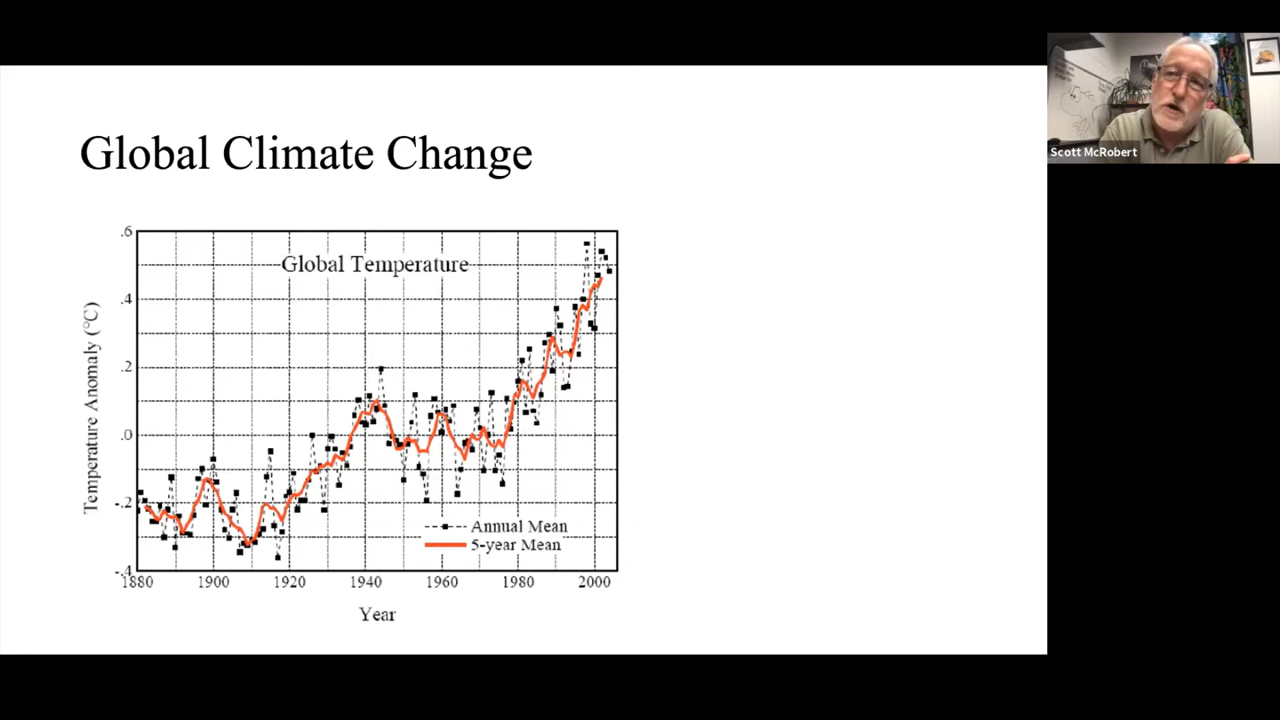 Global Climate Change
Scott McRobert
Global Temperature
.6
.4
.2
.0
-.2
-.4
Temperature Anomaly (°C)
Annual Mean
5-year Mean
1880 1900 1920 1940 1960 1980 2000
Year